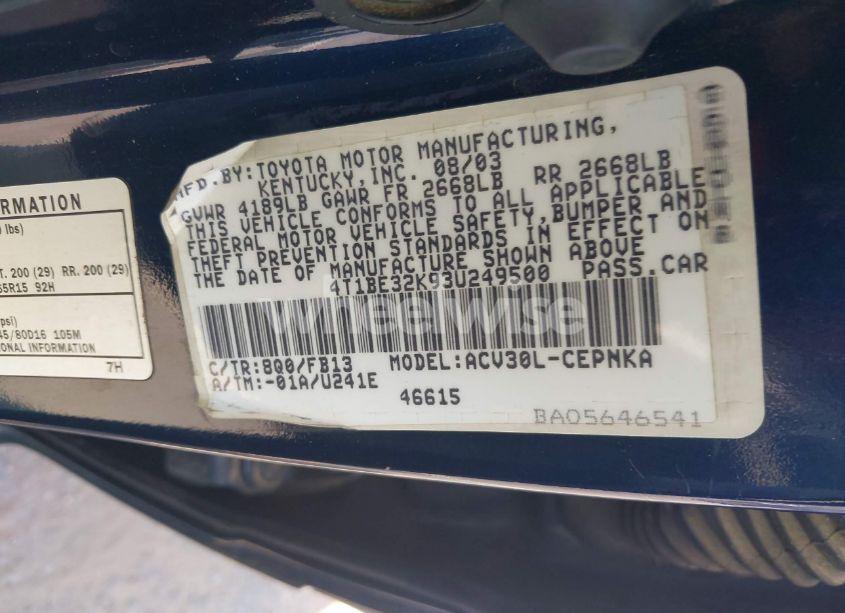 MFD.BY:TOYOTA MOTOR MANUFACTURING,
KENTUCKY,INC. 08/03
GVWR 4189LB GAWR FR 2668LB RR 2668LB
THIS VEHICLE CONFORMS TO ALL APPLICABLE
FEDERAL MOTOR VEHICLE SAFETY,BUMPER AND
THEFT PREVENTION STANDARDS IN EFFECT ON
THE DATE OF MANUFACTURE SHOWN ABOVE
4T1BE32K93U249500 PASS.CAR
wheelwise
C/TR:8Q0/FB13 MODEL:ACV30L-CEPNKA
A/TM:-01A/U241E
46615
BA05646541
RMATION
lbs)
T. 200 (29) RR. 200 (29)
5R15 92H
psi)
45/80D16 105M
ONAL INFORMATION
7H